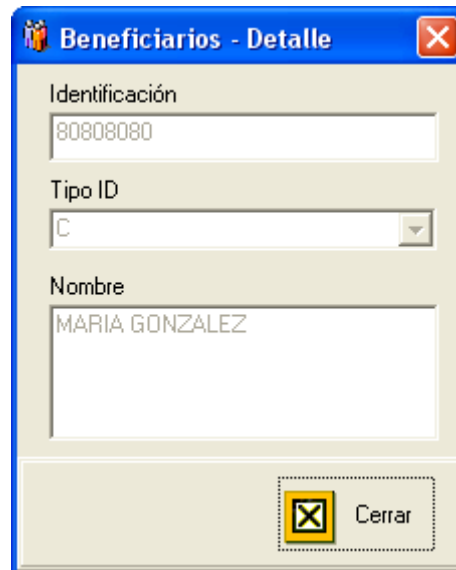 Beneficiarios - Detalle
Identificación
80808080
Tipo ID
C
Nombre
MARIA GONZALEZ
Cerrar